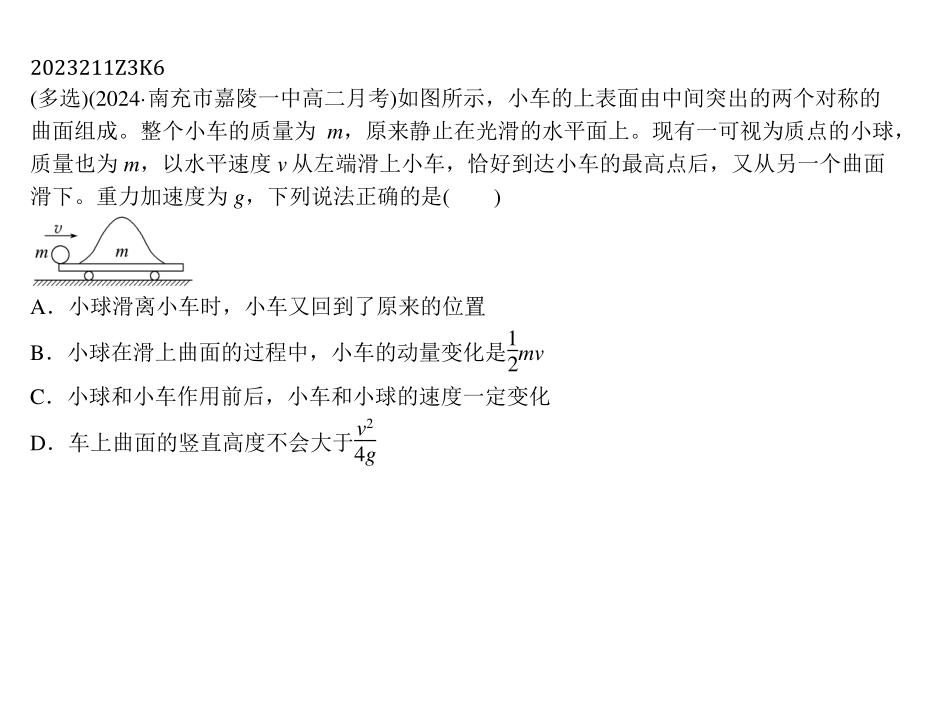 2023211Z3K6
(多选)(2024·南充市嘉陵一中高二月考)如图所示，小车的上表面由中间突出的两个对称的
曲面组成。整个小车的质量为 m，原来静止在光滑的水平面上。现有一可视为质点的小球，
质量也为 m，以水平速度 v 从左端滑上小车，恰好到达小车的最高点后，又从另一个曲面
滑下。重力加速度为 g，下列说法正确的是(　　)
v
m
m
A．小球滑离小车时，小车又回到了原来的位置
B．小球在滑上曲面的过程中，小车的动量变化是1/2mv
C．小球和小车作用前后，小车和小球的速度一定变化
D．车上曲面的竖直高度不会大于v²/4g